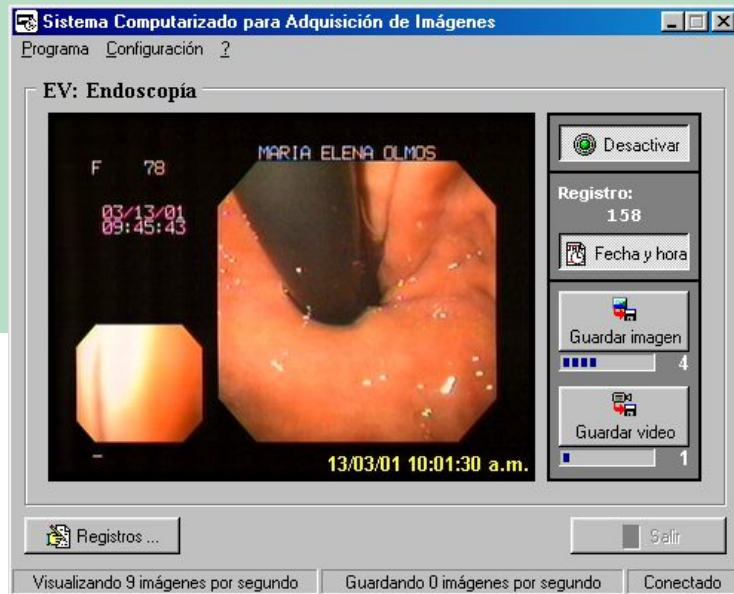 Sistema Computarizado para Adquisición de Imágenes
Programa Configuración ?
EV: Endoscopía
MARIA ELENA OLMOS
F 78
03/13/01
09:45:43
13/03/01 10:01:30 a.m.
Desactivar
Registro:
158
Fecha y hora
Guardar imagen
4
Guardar video
1
Registros ...
Salir
Visualizando 9 imágenes por segundo
Guardando 0 imágenes por segundo
Conectado